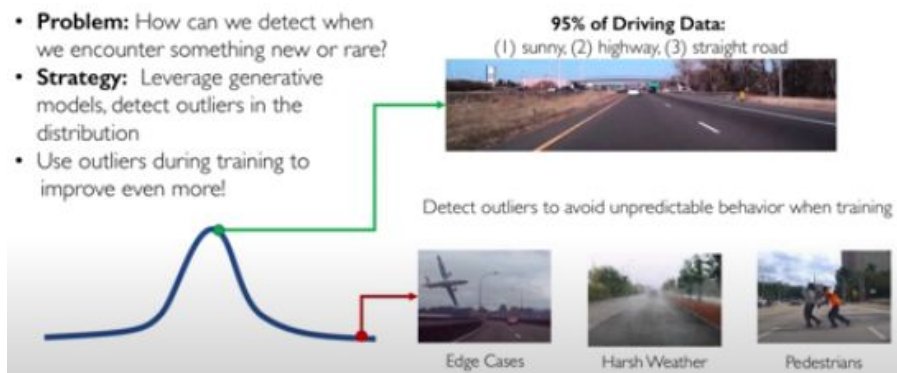 • Problem: How can we detect when
we encounter something new or rare?
• Strategy: Leverage generative
models, detect outliers in the
distribution
• Use outliers during training to
improve even more!
95% of Driving Data:
(1) sunny, (2) highway, (3) straight road
Detect outliers to avoid unpredictable behavior when training
Edge Cases
Harsh Weather
Pedestrians